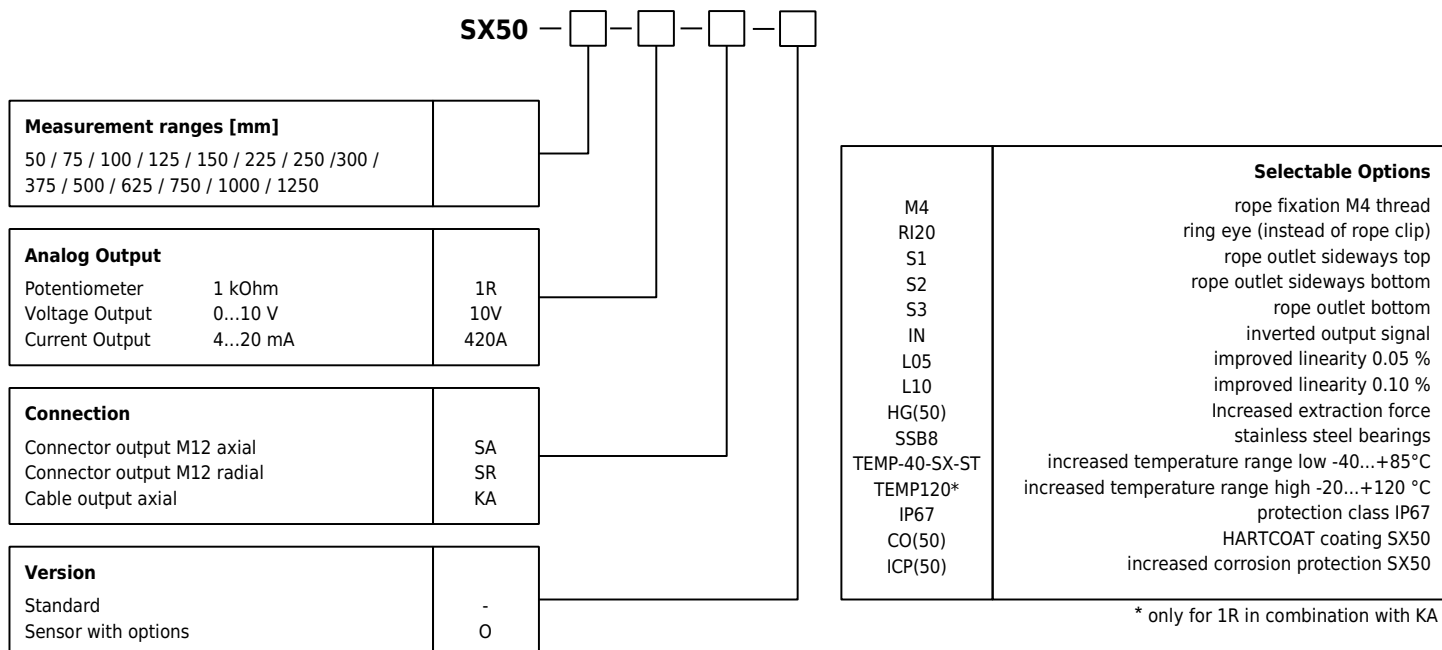 SX50
Measurement ranges [mm]
50 / 75 / 100 / 125 / 150 / 225 / 250 /300 /
375 / 500 / 625 / 750 / 1000 / 1250
Analog Output
Potentiometer 1 kOhm 1R
Voltage Output 0...10 V 10V
Current Output 4...20 mA 420A
Connection
Connector output M12 axial SA
Connector output M12 radial SR
Cable output axial KA
Version
Standard -
Sensor with options O
Selectable Options
M4 rope fixation M4 thread
RI20 ring eye (instead of rope clip)
S1 rope outlet sideways top
S2 rope outlet sideways bottom
S3 rope outlet bottom
IN inverted output signal
L05 improved linearity 0.05 %
L10 improved linearity 0.10 %
HG(50) Increased extraction force
SSB8 stainless steel bearings
TEMP-40-SX-ST increased temperature range low -40...+85°C
TEMP120* increased temperature range high -20...+120 °C
IP67 protection class IP67
CO(50) HARTCOAT coating SX50
ICP(50) increased corrosion protection SX50
* only for 1R in combination with KA